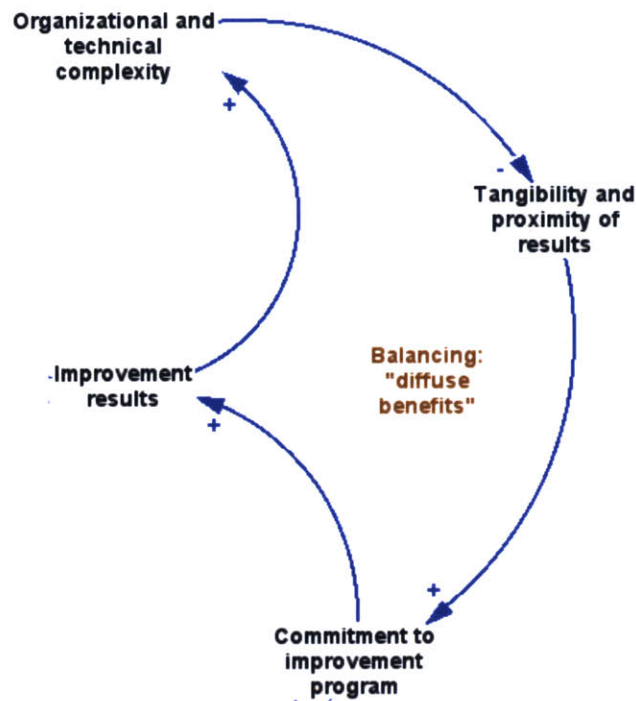 Organizational and
technical
complexity
+
-
Tangibility and
proximity of
results
Balancing:
"diffuse
benefits"
Improvement
results
+
+
Commitment to
improvement
program